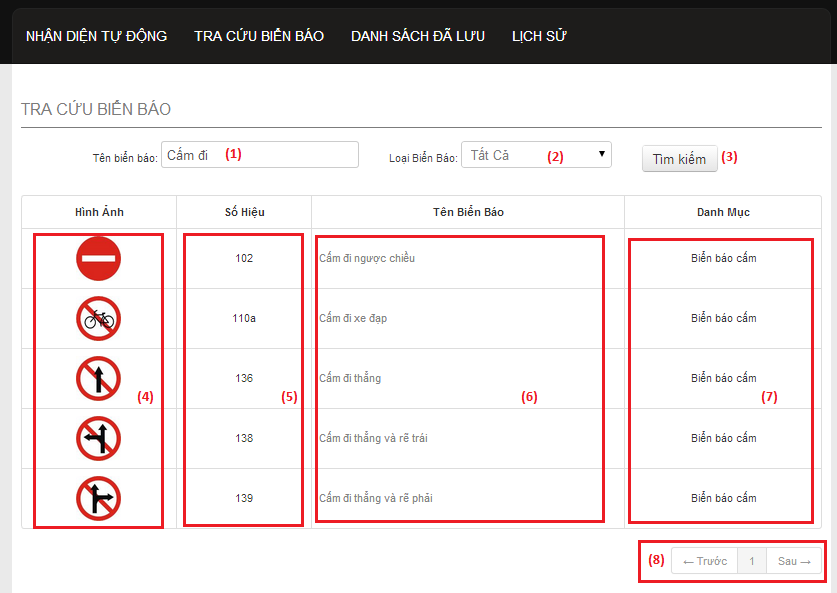 NHẬN DIỆN TỰ ĐỘNG TRA CỨU BIỂN BÁO DANH SÁCH ĐÃ LƯU LỊCH SỬ
TRA CỨU BIỂN BÁO
Tên biển báo: Cấm đi (1) Loại Biển Báo: Tất Cả (2) Tìm kiếm (3)
Hình Ảnh Số Hiệu Tên Biển Báo Danh Mục
102 Cấm đi ngược chiều Biển báo cấm
110a Cấm đi xe đạp Biển báo cấm
136 Cấm đi thẳng Biển báo cấm
(4) (5) (6) (7)
138 Cấm đi thẳng và rẽ trái Biển báo cấm
139 Cấm đi thẳng và rẽ phải Biển báo cấm
(8) ← Trước 1 Sau →